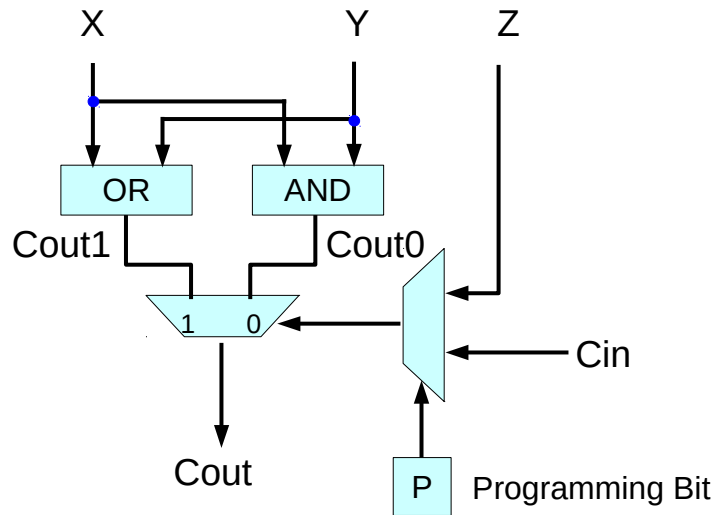 X
Y
Z
OR
AND
Cout1
Cout0
1
0
Cin
Cout
P
Programming Bit